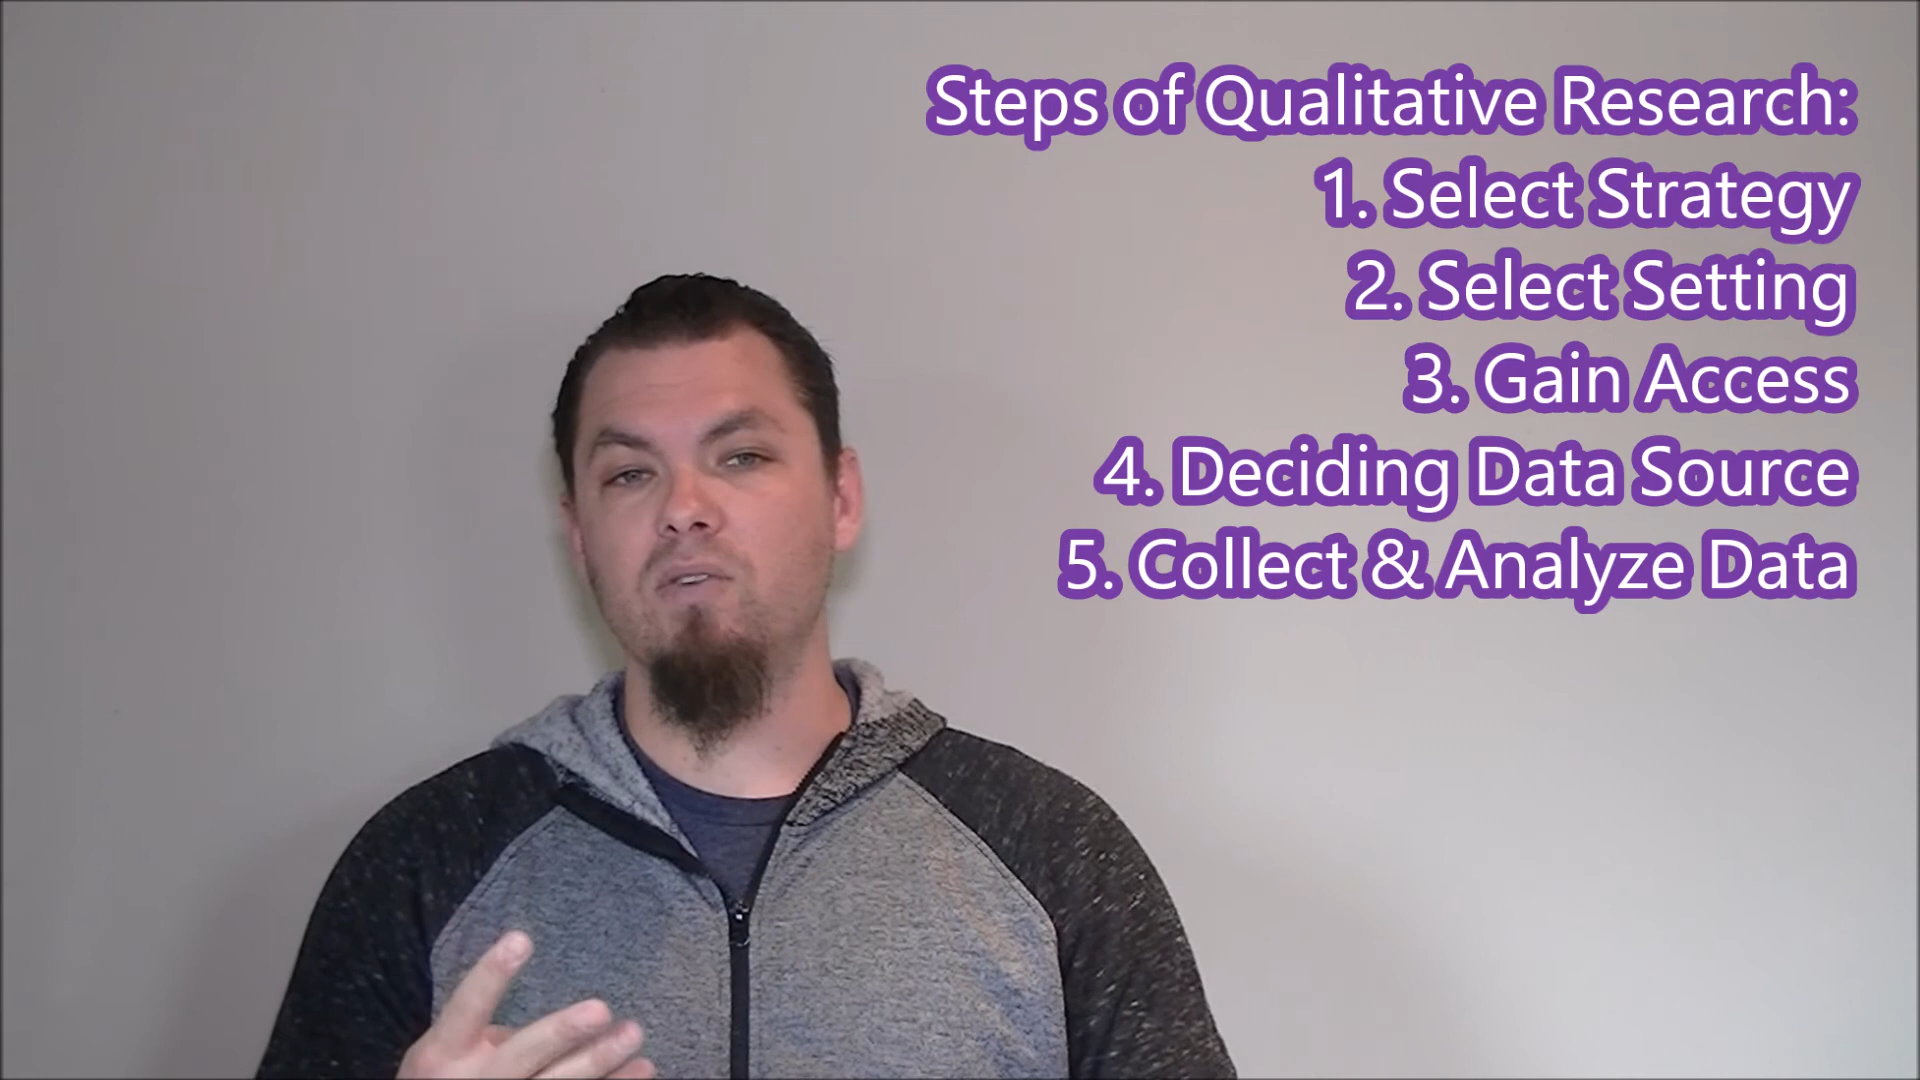 Steps of Qualitative Research:
1. Select Strategy
2. Select Setting
3. Gain Access
4. Deciding Data Source
5. Collect & Analyze Data